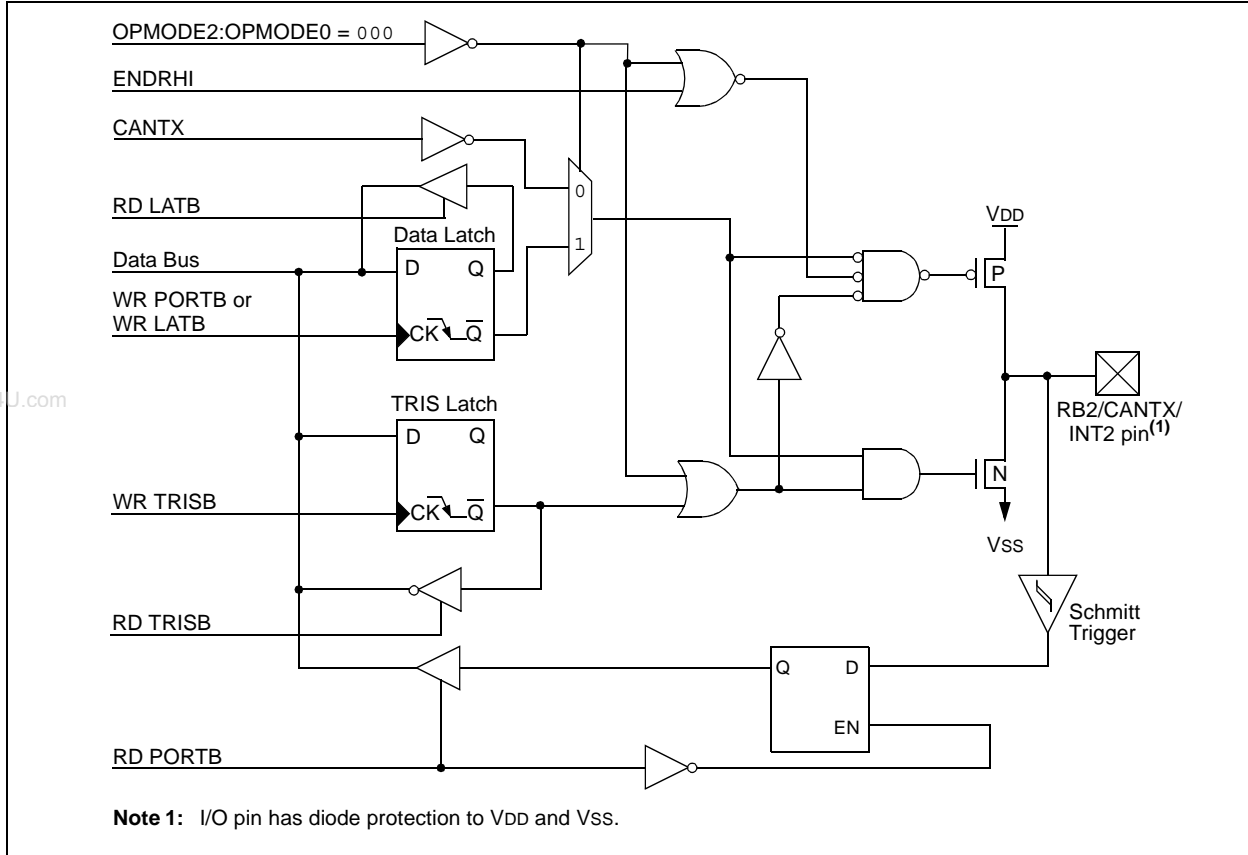 OPMODE2:OPMODE0 = 000
ENDRHI
CANTX
RD LATB
Data Bus
WR PORTB or
WR LATB
Data Latch
D Q
CK Q
0
1
VDD
P
4U.com
TRIS Latch
D Q
CK Q
WR TRISB
RB2/CANTX/
INT2 pin(1)
N
VSS
RD TRISB
Schmitt
Trigger
Q D
EN
RD PORTB
Note 1: I/O pin has diode protection to VDD and VSS.